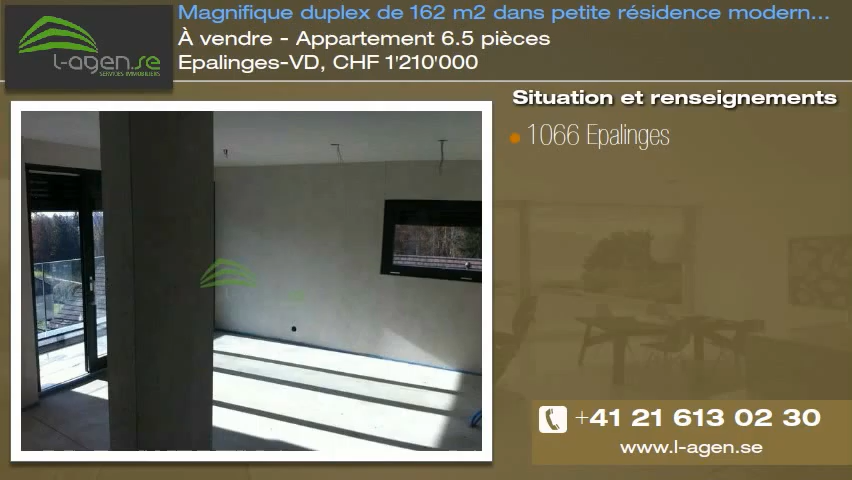 l-agen.se
SERVICES IMMOBILIERS
Magnifique duplex de 162 m2 dans petite résidence modern...
À vendre - Appartement 6.5 pièces
Epalinges-VD, CHF 1'210'000
Situation et renseignements
1066 Epalinges
+41 21 613 02 30
www.l-agen.se